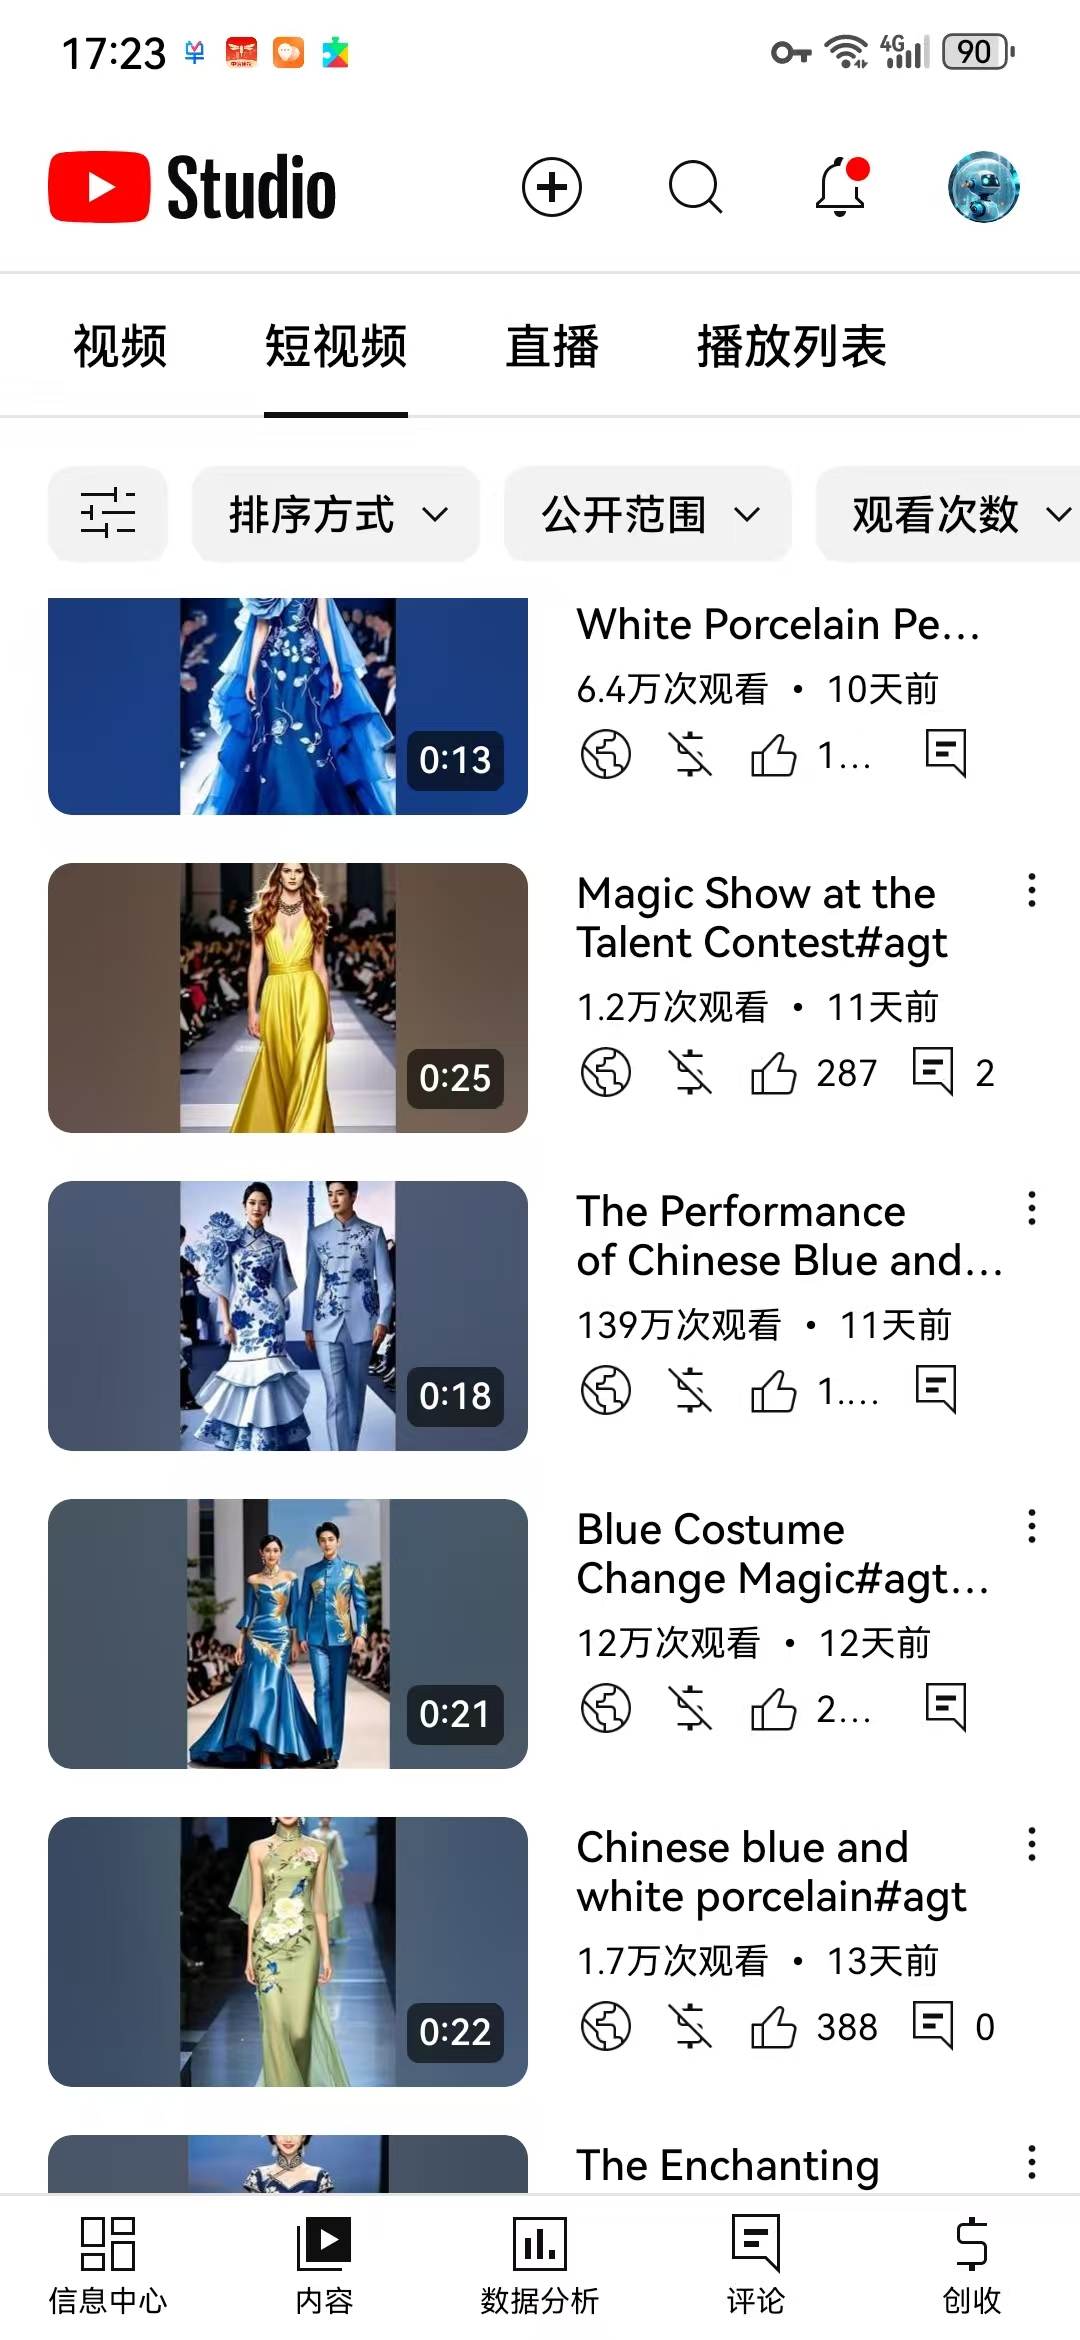 17:23
4G
90
Studio
视频 短视频 直播 播放列表
排序方式 公开范围 观看次数
White Porcelain Pe...
6.4万次观看 • 10天前
0:13
1...
Magic Show at the
Talent Contest#agt
1.2万次观看 • 11天前
0:25
287 2
The Performance
of Chinese Blue and...
139万次观看 • 11天前
0:18
1....
Blue Costume
Change Magic#agt...
12万次观看 • 12天前
0:21
2...
Chinese blue and
white porcelain#agt
1.7万次观看 • 13天前
0:22
388 0
The Enchanting
信息中心 内容 数据分析 评论 创收